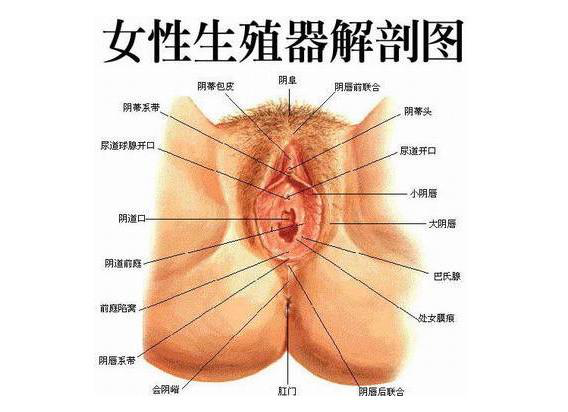 女性生殖器解剖图
阴阜
阴蒂包皮
阴唇前联合
阴蒂系带
阴蒂头
尿道球腺开口
尿道开口
小阴唇
阴道口
大阴唇
阴道前庭
巴氏腺
前庭陷窝
处女膜痕
阴唇系带
会阴嵴
肛门
阴唇后联合